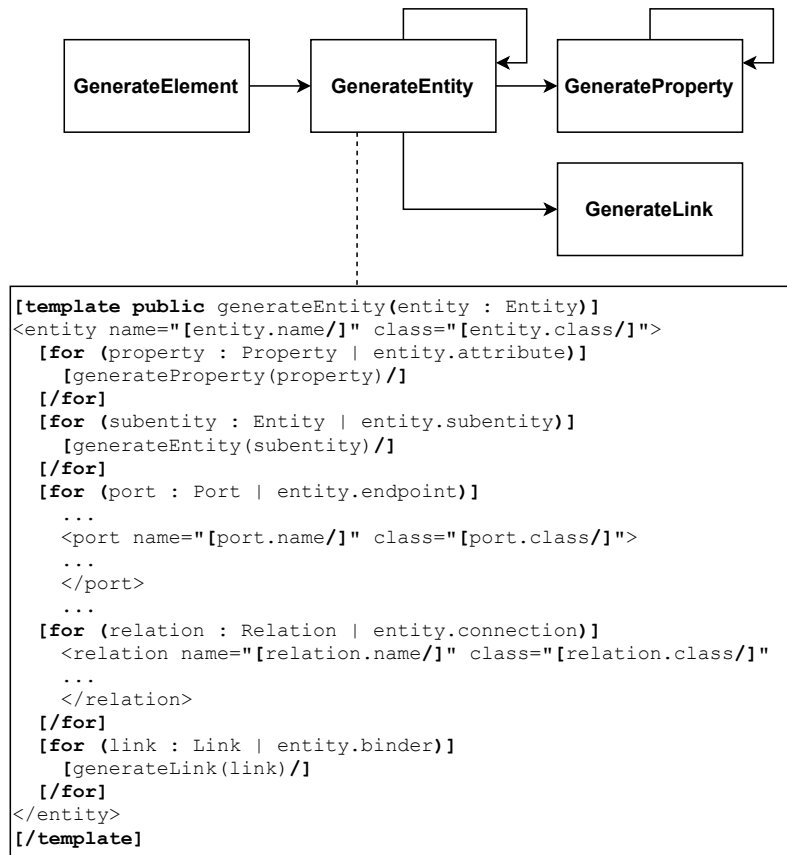 GenerateElement
GenerateEntity
GenerateProperty
GenerateLink
[template public generateEntity(entity : Entity)]
<entity name="[entity.name/]" class="[entity.class/]">
  [for (property : Property | entity.attribute)]
    [generateProperty(property)/]
  [/for]
  [for (subentity : Entity | entity.subentity)]
    [generateEntity(subentity)/]
  [/for]
  [for (port : Port | entity.endpoint)]
    ...
    <port name="[port.name/]" class="[port.class/]">
    ...
    </port>
    ...
  [for (relation : Relation | entity.connection)]
    <relation name="[relation.name/]" class="[relation.class/]"
    ...
    </relation>
  [/for]
  [for (link : Link | entity.binder)]
    [generateLink(link)/]
  [/for]
</entity>
[/template]